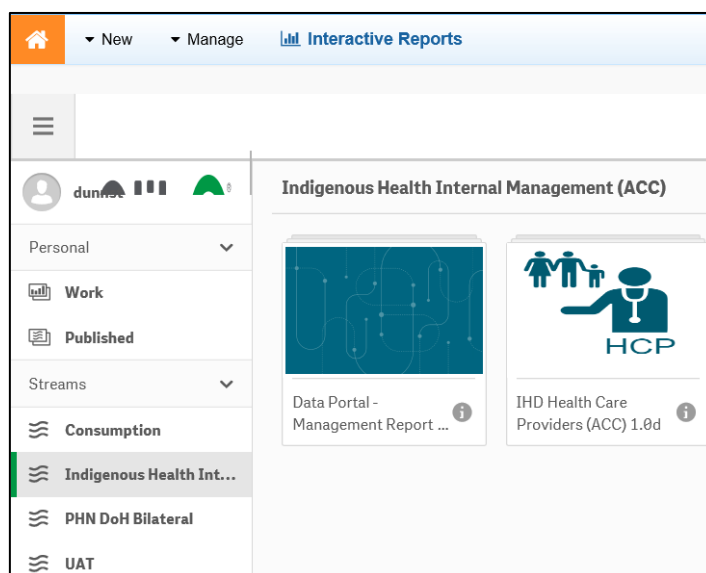 New Manage Interactive Reports
Indigenous Health Internal Management (ACC)
Personal
Work
Published
Streams
Consumption
Indigenous Health Int...
PHN DoH Bilateral
UAT
Data Portal -
Management Report ...
HCP
IHD Health Care
Providers (ACC) 1.0d